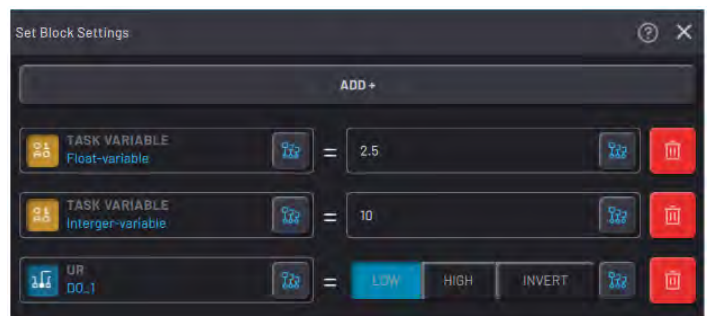 Set Block Settings
ADD +
TASK VARIABLE
Float-variable
= 2.5
TASK VARIABLE
Interger-variable
= 10
UR
DO_1
= LOW HIGH INVERT